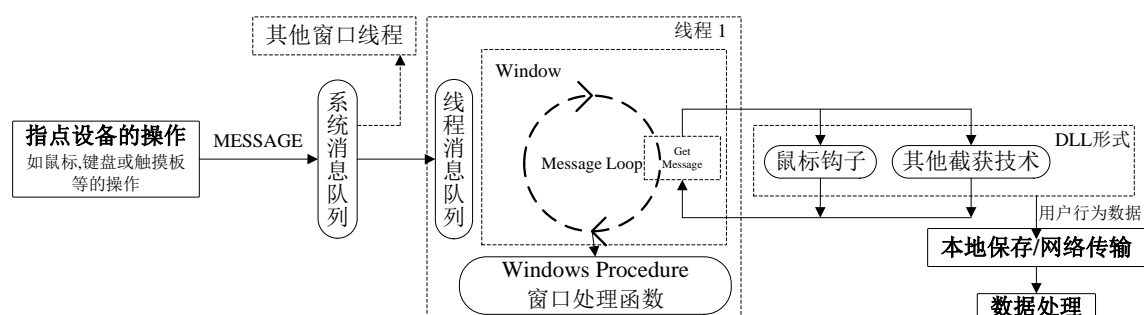 其他窗口线程
线程 1
Window
指点设备的操作
如鼠标,键盘或触摸板
等的操作
MESSAGE
系统消息队列
线程消息队列
Message Loop
Get
Message
DLL形式
鼠标钩子
其他截获技术
用户行为数据
本地保存/网络传输
Windows Procedure
窗口处理函数
数据处理